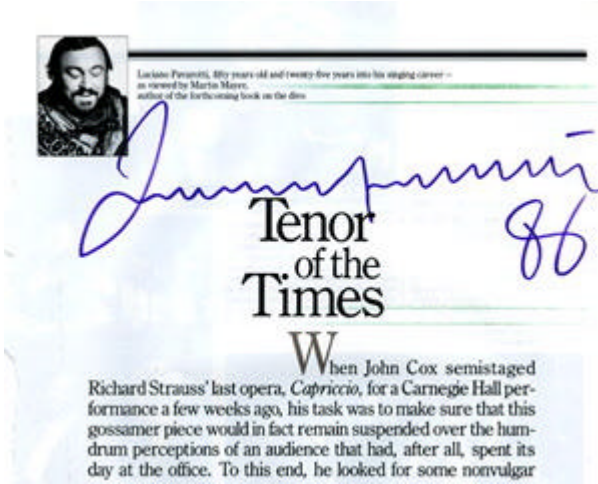 Luciano Pavarotti, fifty years old and twenty-five years into his singing career –
as viewed by Martin Mayer,
author of the forthcoming book on the diva
86
Tenor
of the
Times
When John Cox semistaged
Richard Strauss' last opera, Capriccio, for a Carnegie Hall per-
formance a few weeks ago, his task was to make sure that this
gossamer piece would in fact remain suspended over the hum-
drum perceptions of an audience that had, after all, spent its
day at the office. To this end, he looked for some nonvulgar